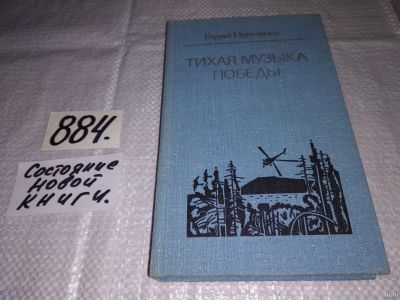 Гарий Немченко
ТИХАЯ МУЗЫКА
ПОБЕДЫ
884.
Состояние
новой
книги.